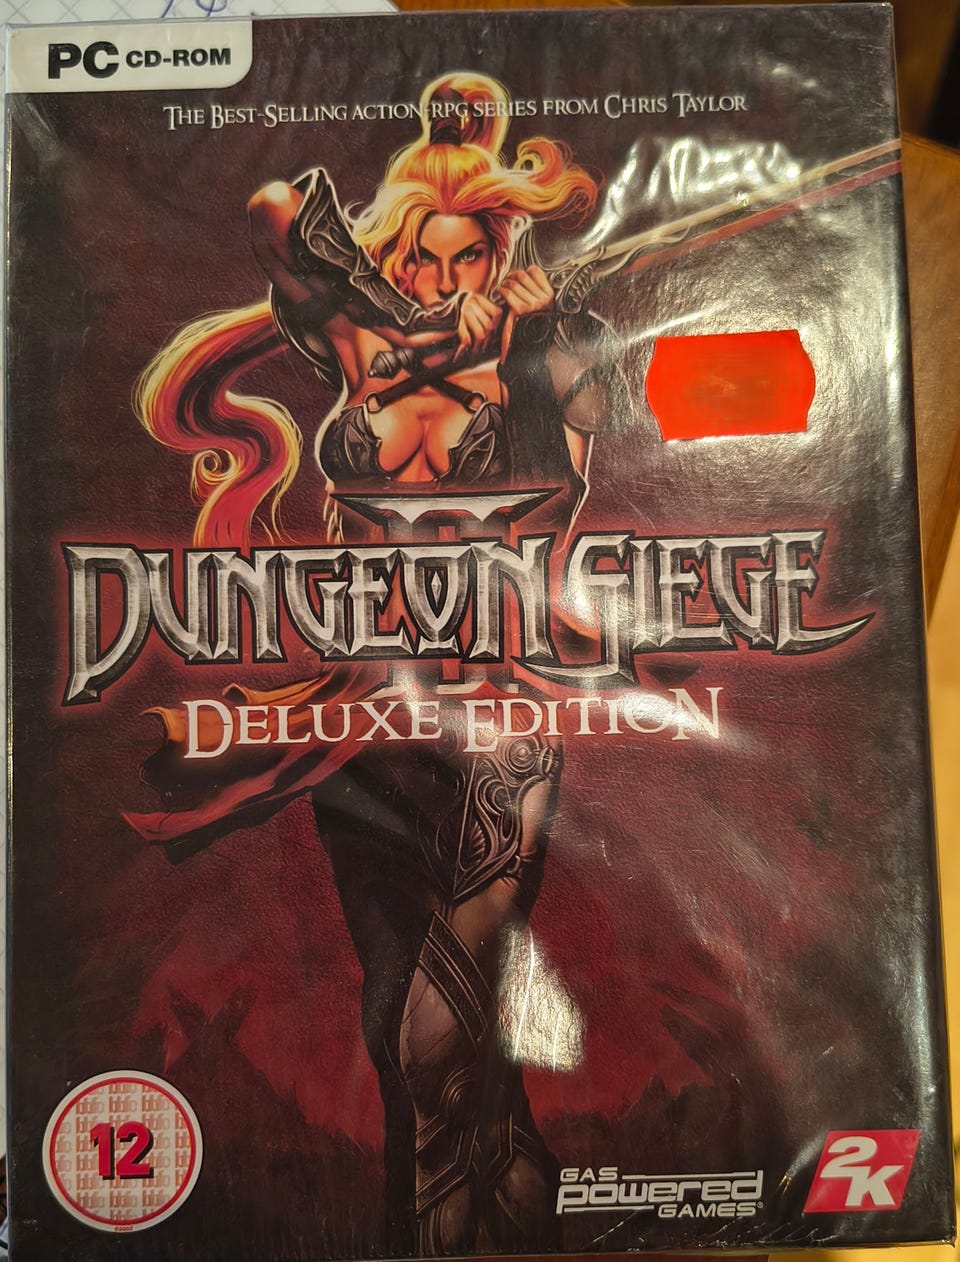 PC CD-ROM
THE BEST-SELLING ACTION-RPG SERIES FROM CHRIS TAYLOR
II
DUNGEON SIEGE
DELUXE EDITION
12
GAS
powered
GAMES
2K